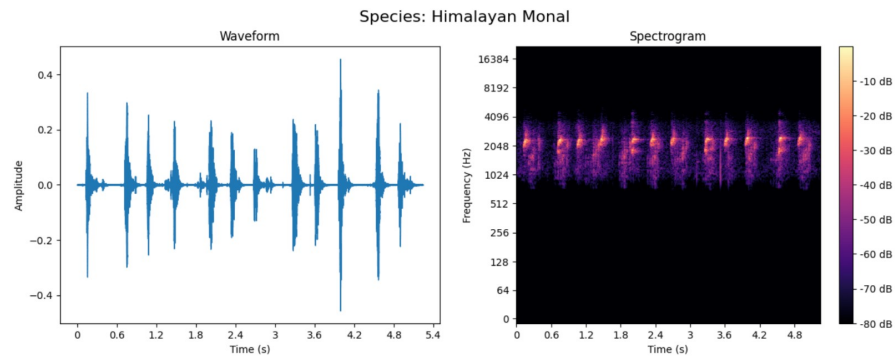 Species: Himalayan Monal
Waveform
Spectrogram
Amplitude
0.4
0.2
0.0
-0.2
-0.4
0
0.6
1.2
1.8
2.4
3.0
3.6
4.2
4.8
5.4
Time (s)
Frequency (Hz)
16384
8192
4096
2048
1024
512
256
128
64
0
0
0.6
1.2
1.8
2.4
3
3.6
4.2
4.8
Time (s)
-10 dB
-20 dB
-30 dB
-40 dB
-50 dB
-60 dB
-70 dB
-80 dB